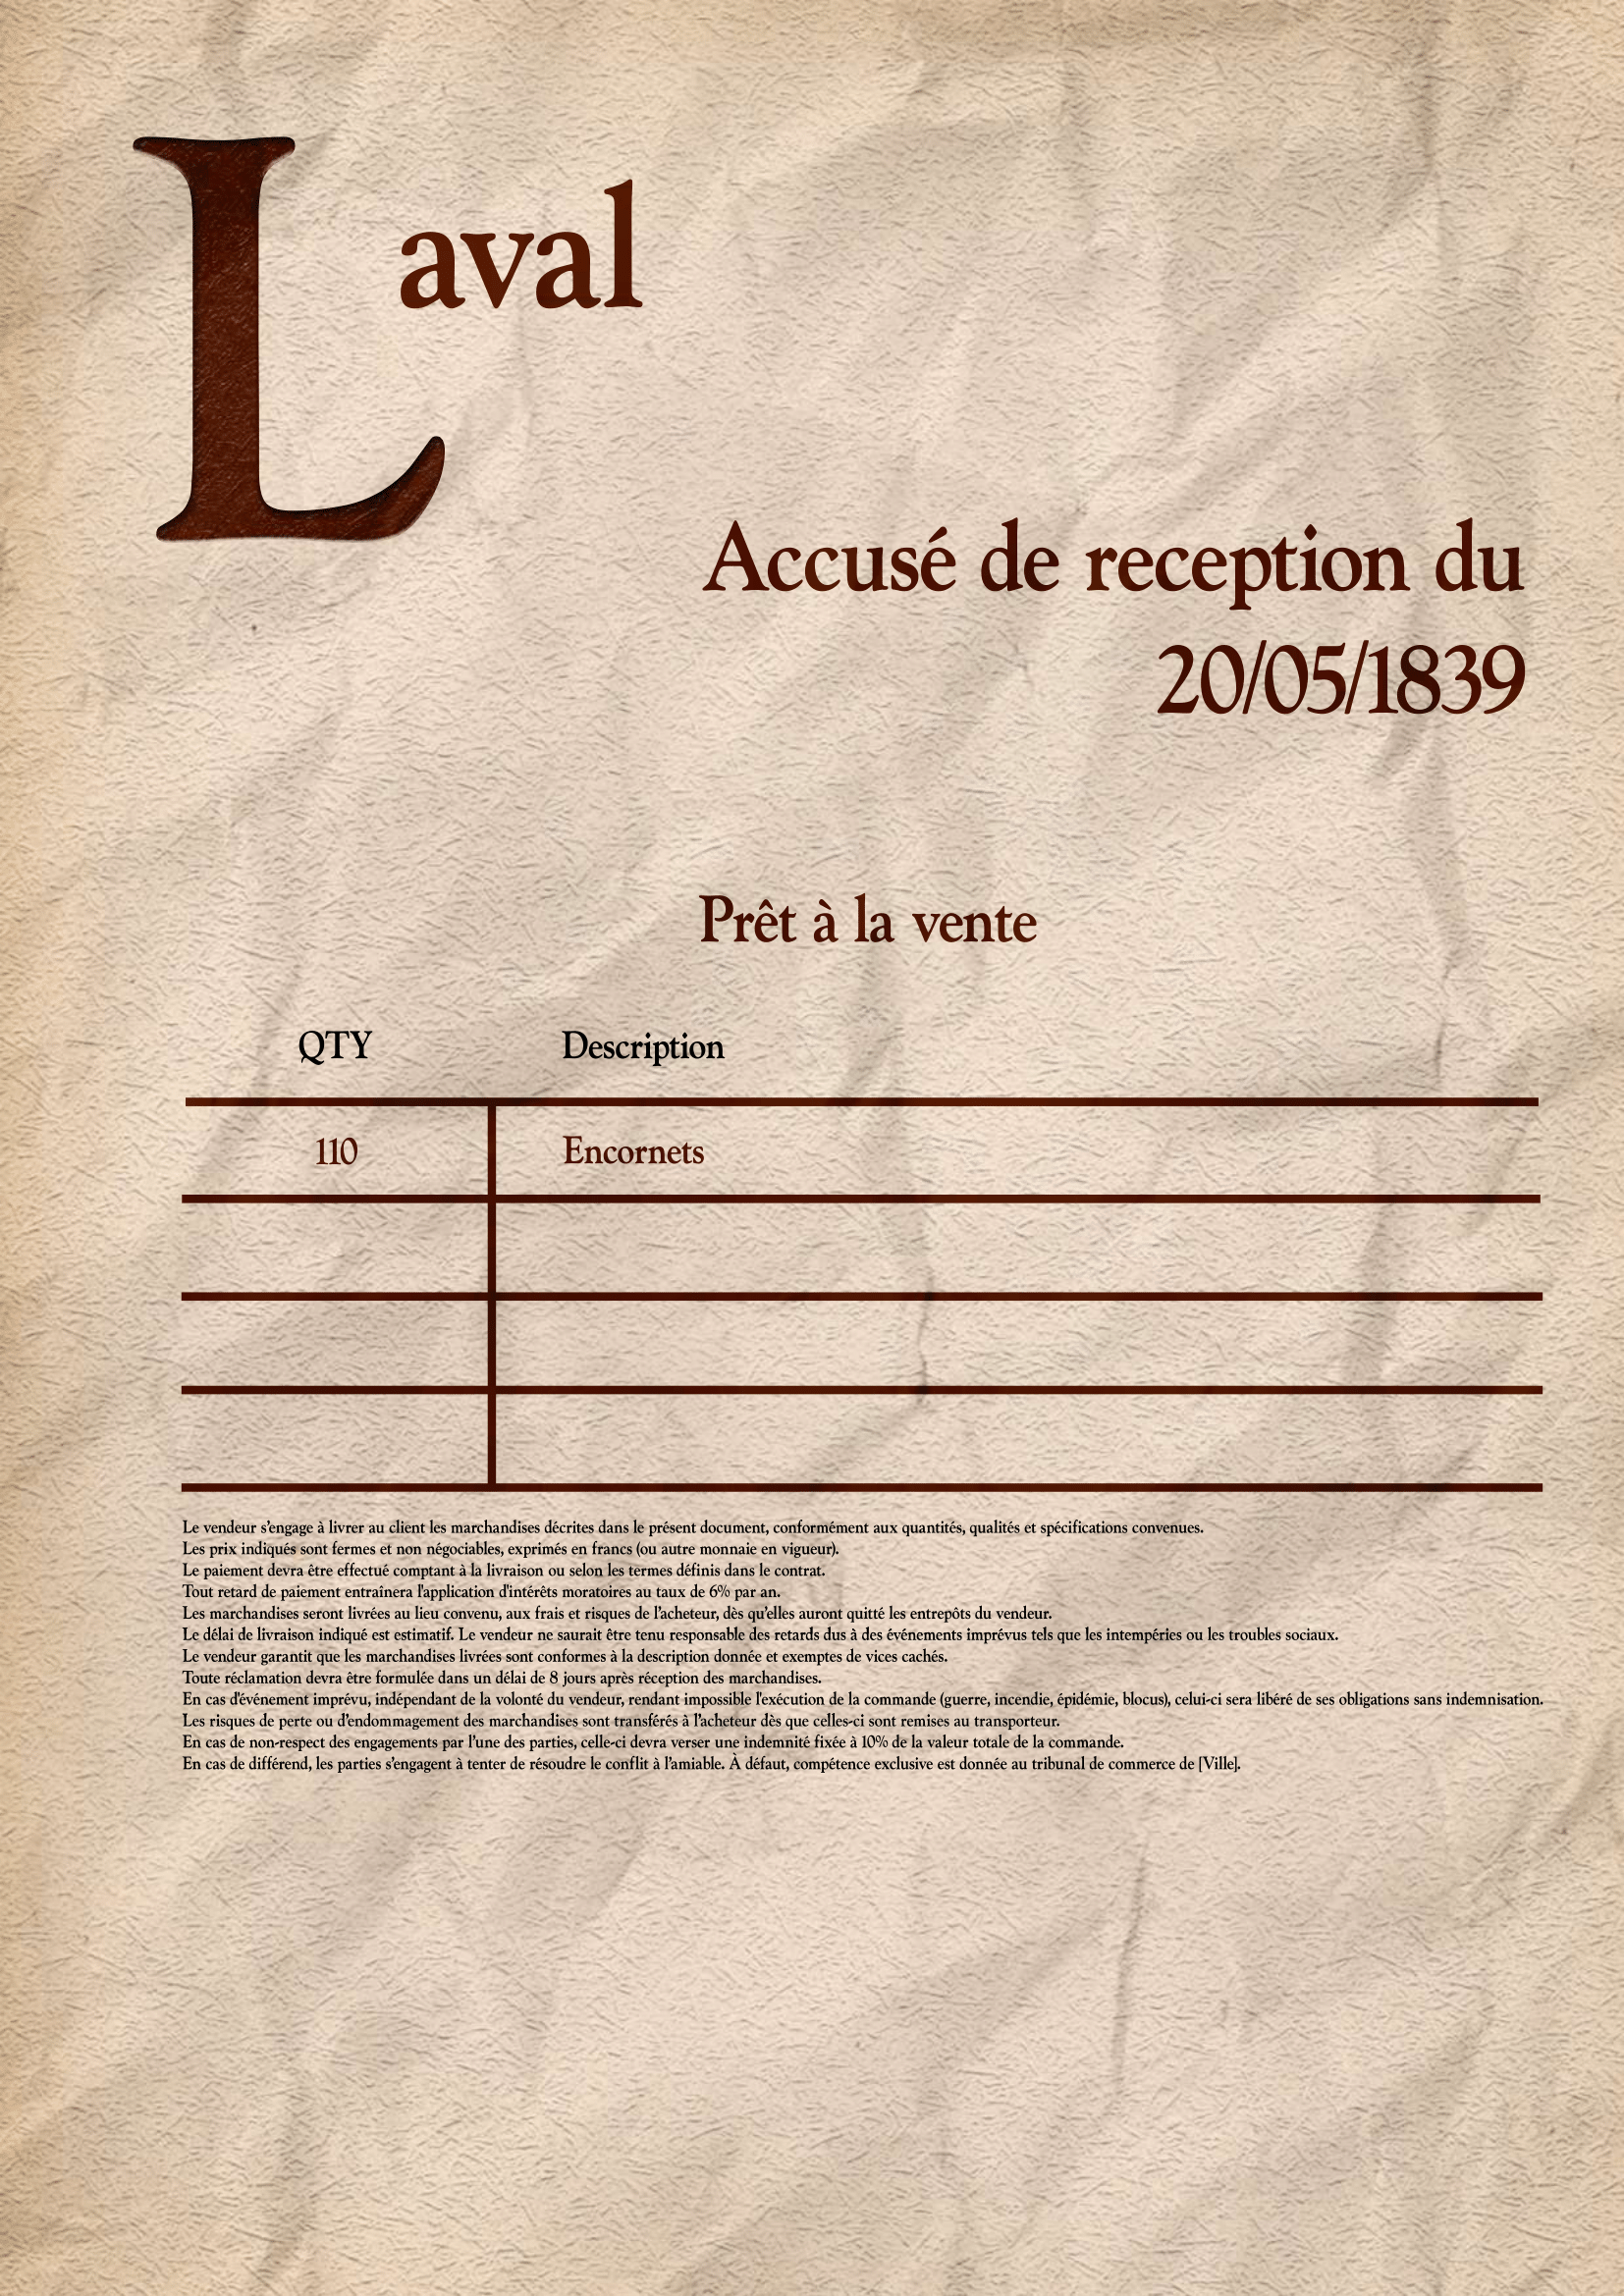 Laval
Accusé de reception du
20/05/1839
Prêt à la vente
QTY Description
110 Encornets
Le vendeur s'engage à livrer au client les marchandises décrites dans le présent document, conformément aux quantités, qualités et spécifications convenues.
Les prix indiqués sont fermes et non négociables, exprimés en francs (ou autre monnaie en vigueur).
Le paiement devra être effectué comptant à la livraison ou selon les termes définis dans le contrat.
Tout retard de paiement entraînera l'application d'intérêts moratoires au taux de 6% par an.
Les marchandises seront livrées au lieu convenu, aux frais et risques de l'acheteur, dès qu'elles auront quitté les entrepôts du vendeur.
Le délai de livraison indiqué est estimatif. Le vendeur ne saurait être tenu responsable des retards dus à des événements imprévus tels que les intempéries ou les troubles sociaux.
Le vendeur garantit que les marchandises livrées sont conformes à la description donnée et exemptes de vices cachés.
Toute réclamation devra être formulée dans un délai de 8 jours après réception des marchandises.
En cas d'événement imprévu, indépendant de la volonté du vendeur, rendant impossible l'exécution de la commande (guerre, incendie, épidémie, blocus), celui-ci sera libéré de ses obligations sans indemnisation.
Les risques de perte ou d'endommagement des marchandises sont transférés à l'acheteur dès que celles-ci sont remises au transporteur.
En cas de non-respect des engagements par l'une des parties, celle-ci devra verser une indemnité fixée à 10% de la valeur totale de la commande.
En cas de différend, les parties s'engagent à tenter de résoudre le conflit à l'amiable. À défaut, compétence exclusive est donnée au tribunal de commerce de [Ville].